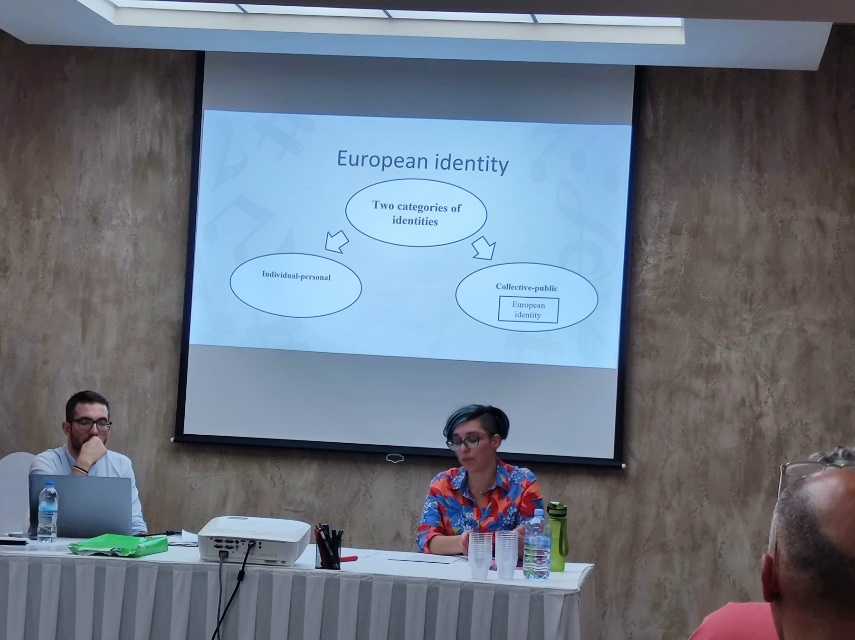 European identity
Two categories of
identities
Individual-personal
Collective-public
European
identity